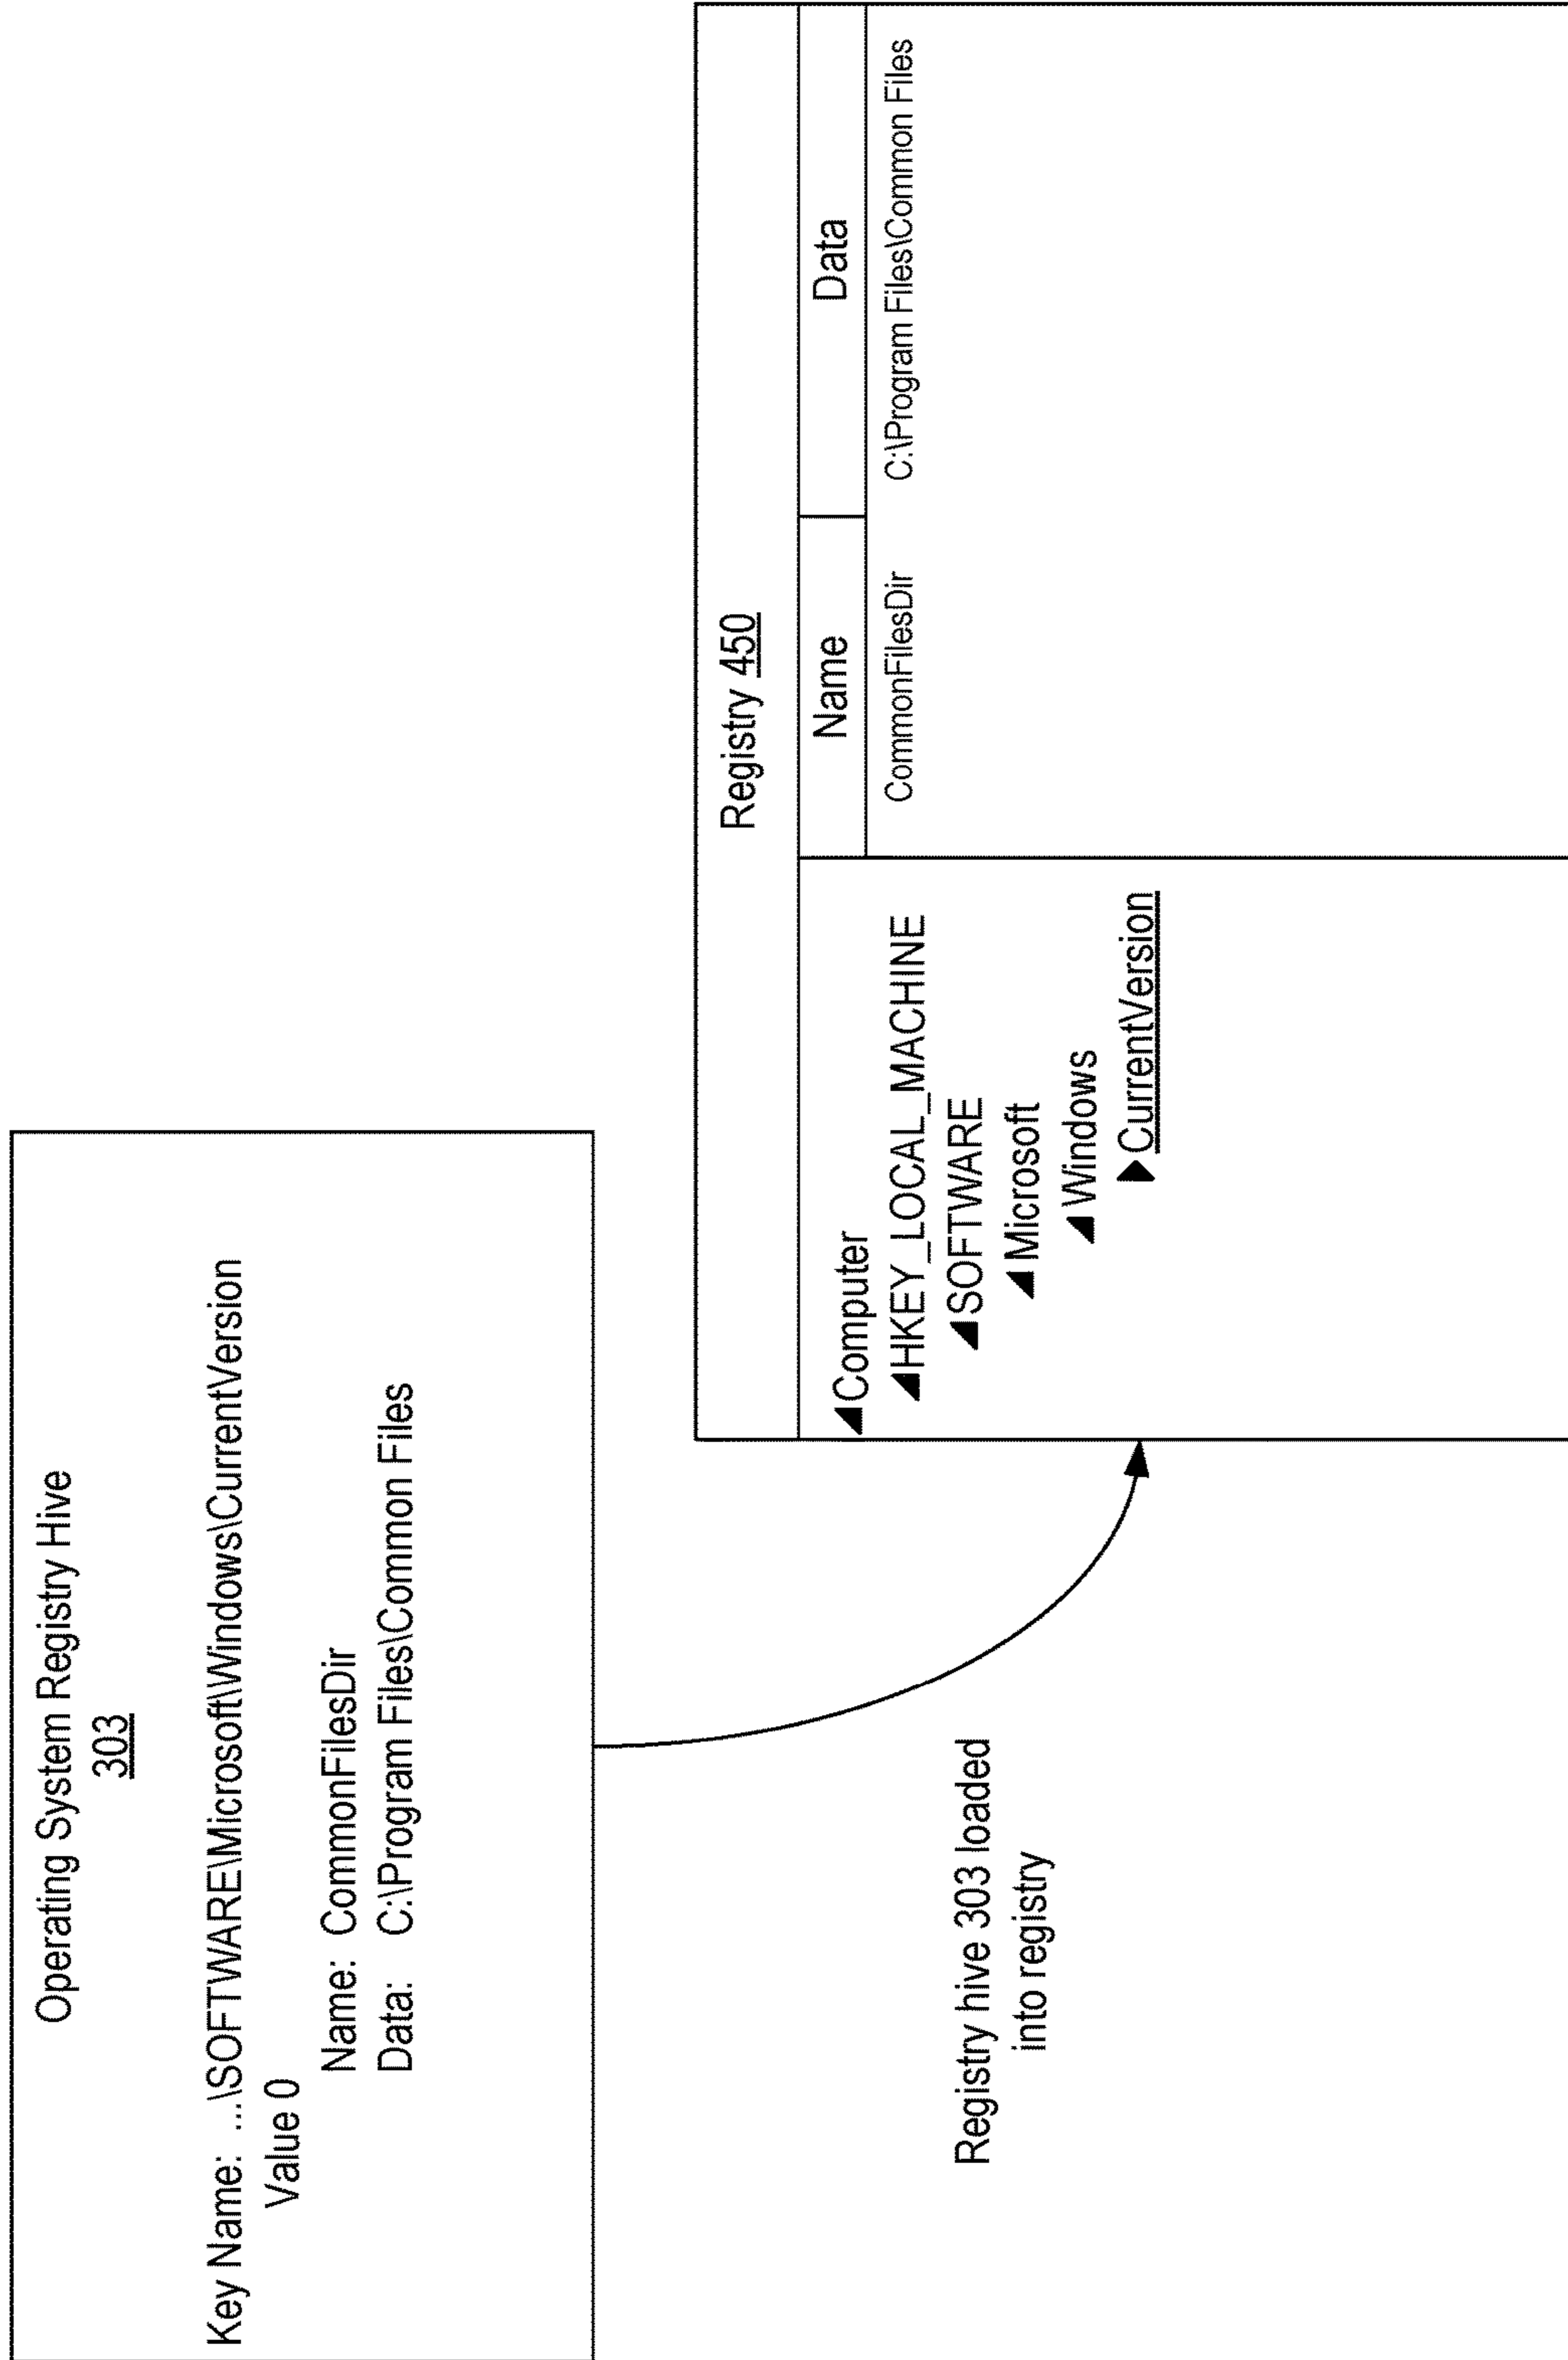 Operating System Registry Hive
303
Key Name: ...\SOFTWARE\Microsoft\Windows\CurrentVersion
Value 0
Name: CommonFilesDir
Data: C:\Program Files\Common Files
Registry hive 303 loaded
into registry
Registry 450
Name Data
CommonFilesDir C:\Program Files\Common Files
Computer
HKEY_LOCAL_MACHINE
SOFTWARE
Microsoft
Windows
CurrentVersion